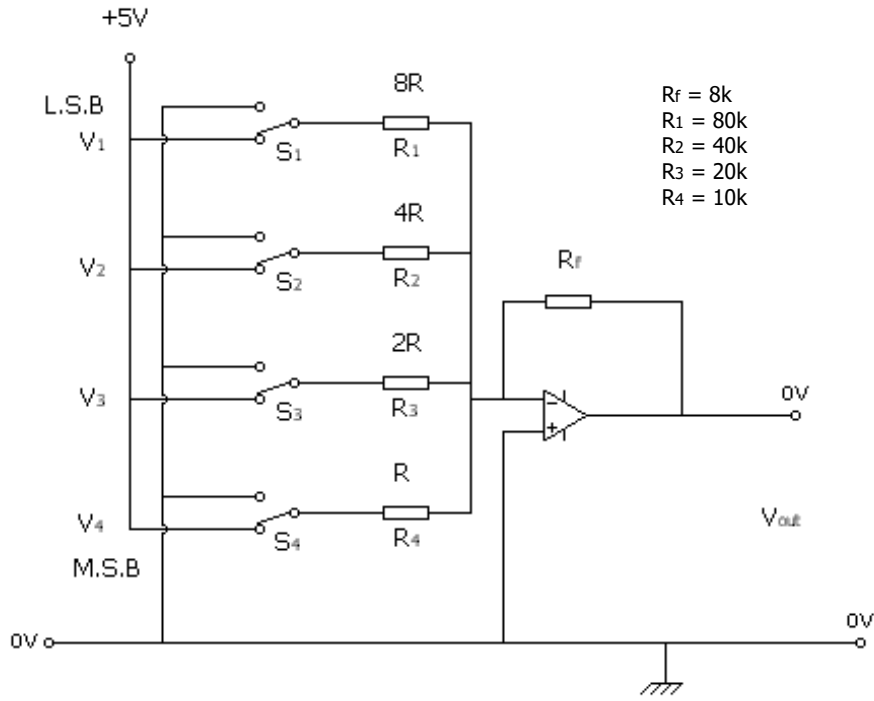 +5V
L.S.B
8R
Rf = 8k
R1 = 80k
R2 = 40k
R3 = 20k
R4 = 10k
V1
S1
R1
4R
V2
S2
R2
Rf
2R
V3
S3
R3
0V
R
V4
S4
R4
Vout
M.S.B
0V
0V